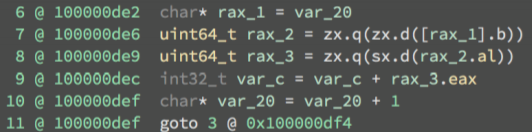 6 @ 100000de2 char* rax_1 = var_20
7 @ 100000de6 uint64_t rax_2 = zx.q(zx.d([rax_1].b))
8 @ 100000de9 uint64_t rax_3 = zx.q(sx.d(rax_2.al))
9 @ 100000dec int32_t var_c = var_c + rax_3.eax
10 @ 100000def char* var_20 = var_20 + 1
11 @ 100000def goto 3 @ 0x100000df4